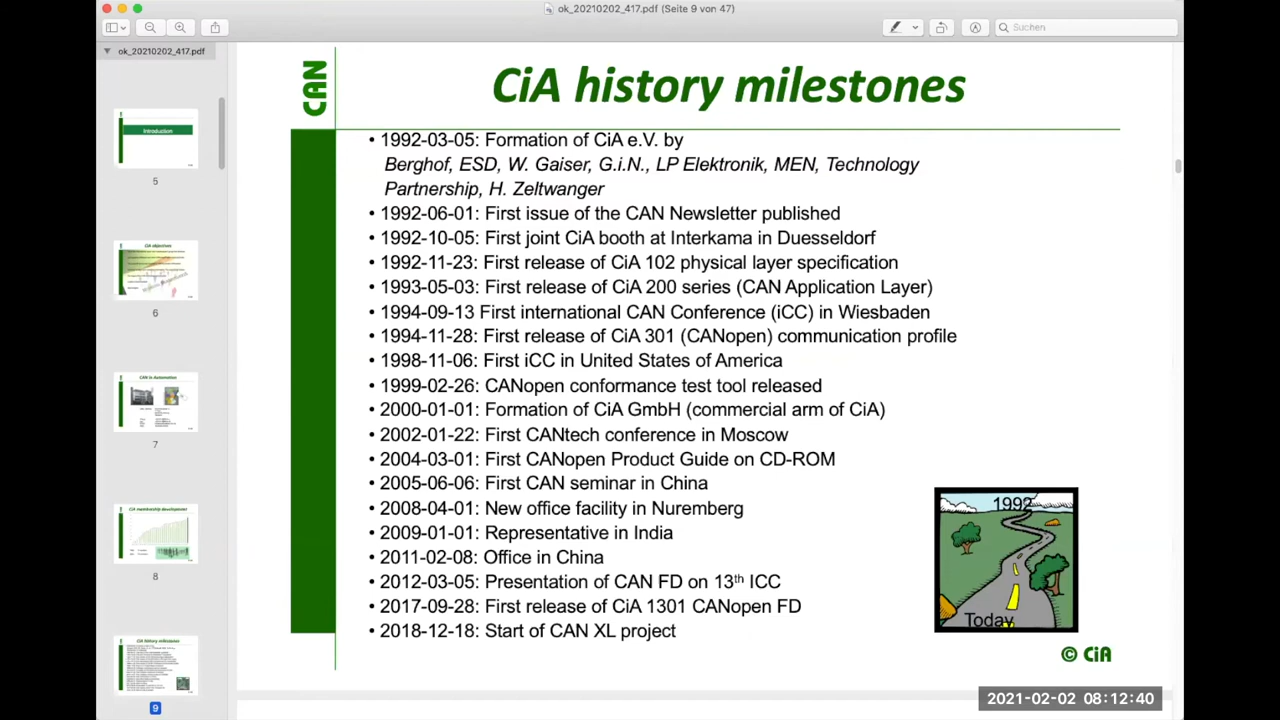 ok_20210202_417.pdf (Seite 9 von 47)
Suchen
ok_20210202_417.pdf
Introduction
5
CiA objectives
6
CAN in Automation
7
CiA membership development
8
CiA history milestones
9
CAN
CiA history milestones
• 1992-03-05: Formation of CiA e.V. by
Berghof, ESD, W. Gaiser, G.i.N., LP Elektronik, MEN, Technology
Partnership, H. Zeltwanger
• 1992-06-01: First issue of the CAN Newsletter published
• 1992-10-05: First joint CiA booth at Interkama in Duesseldorf
• 1992-11-23: First release of CiA 102 physical layer specification
• 1993-05-03: First release of CiA 200 series (CAN Application Layer)
• 1994-09-13 First international CAN Conference (iCC) in Wiesbaden
• 1994-11-28: First release of CiA 301 (CANopen) communication profile
• 1998-11-06: First iCC in United States of America
• 1999-02-26: CANopen conformance test tool released
• 2000-01-01: Formation of CiA GmbH (commercial arm of CiA)
• 2002-01-22: First CANtech conference in Moscow
• 2004-03-01: First CANopen Product Guide on CD-ROM
• 2005-06-06: First CAN seminar in China
• 2008-04-01: New office facility in Nuremberg
• 2009-01-01: Representative in India
• 2011-02-08: Office in China
• 2012-03-05: Presentation of CAN FD on 13th ICC
• 2017-09-28: First release of CiA 1301 CANopen FD
• 2018-12-18: Start of CAN XL project
1992
Today
© CiA
2021-02-02 08:12:40